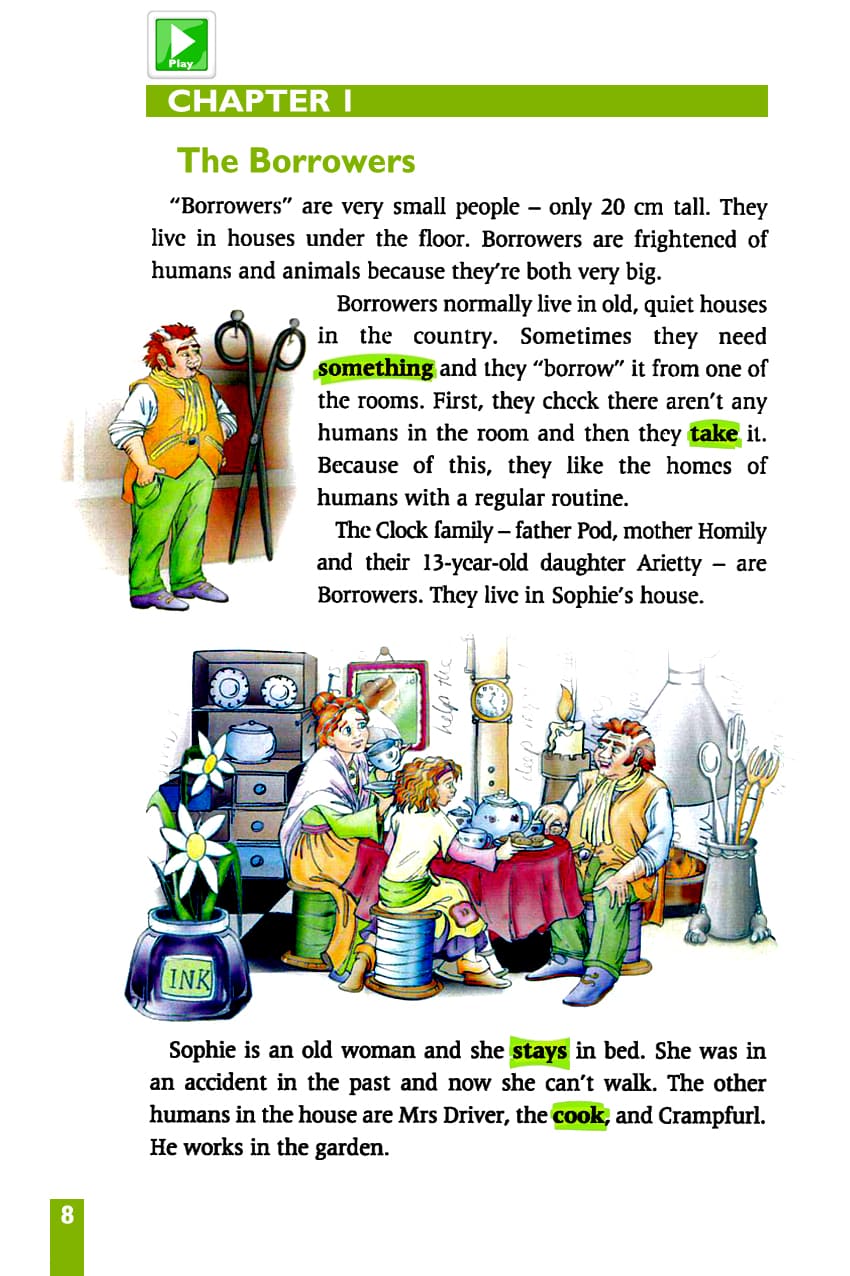 Play
CHAPTER 1
The Borrowers
“Borrowers” are very small people – only 20 cm tall. They
live in houses under the floor. Borrowers are frightened of
humans and animals because they’re both very big.
Borrowers normally live in old, quiet houses
in the country. Sometimes they need
something and they “borrow” it from one of
the rooms. First, they check there aren’t any
humans in the room and then they take it.
Because of this, they like the homes of
humans with a regular routine.
The Clock family – father Pod, mother Homily
and their 13-year-old daughter Arietty – are
Borrowers. They live in Sophie’s house.
help the
INK
Sophie is an old woman and she stays in bed. She was in
an accident in the past and now she can’t walk. The other
humans in the house are Mrs Driver, the cook, and Crampfurl.
He works in the garden.
8